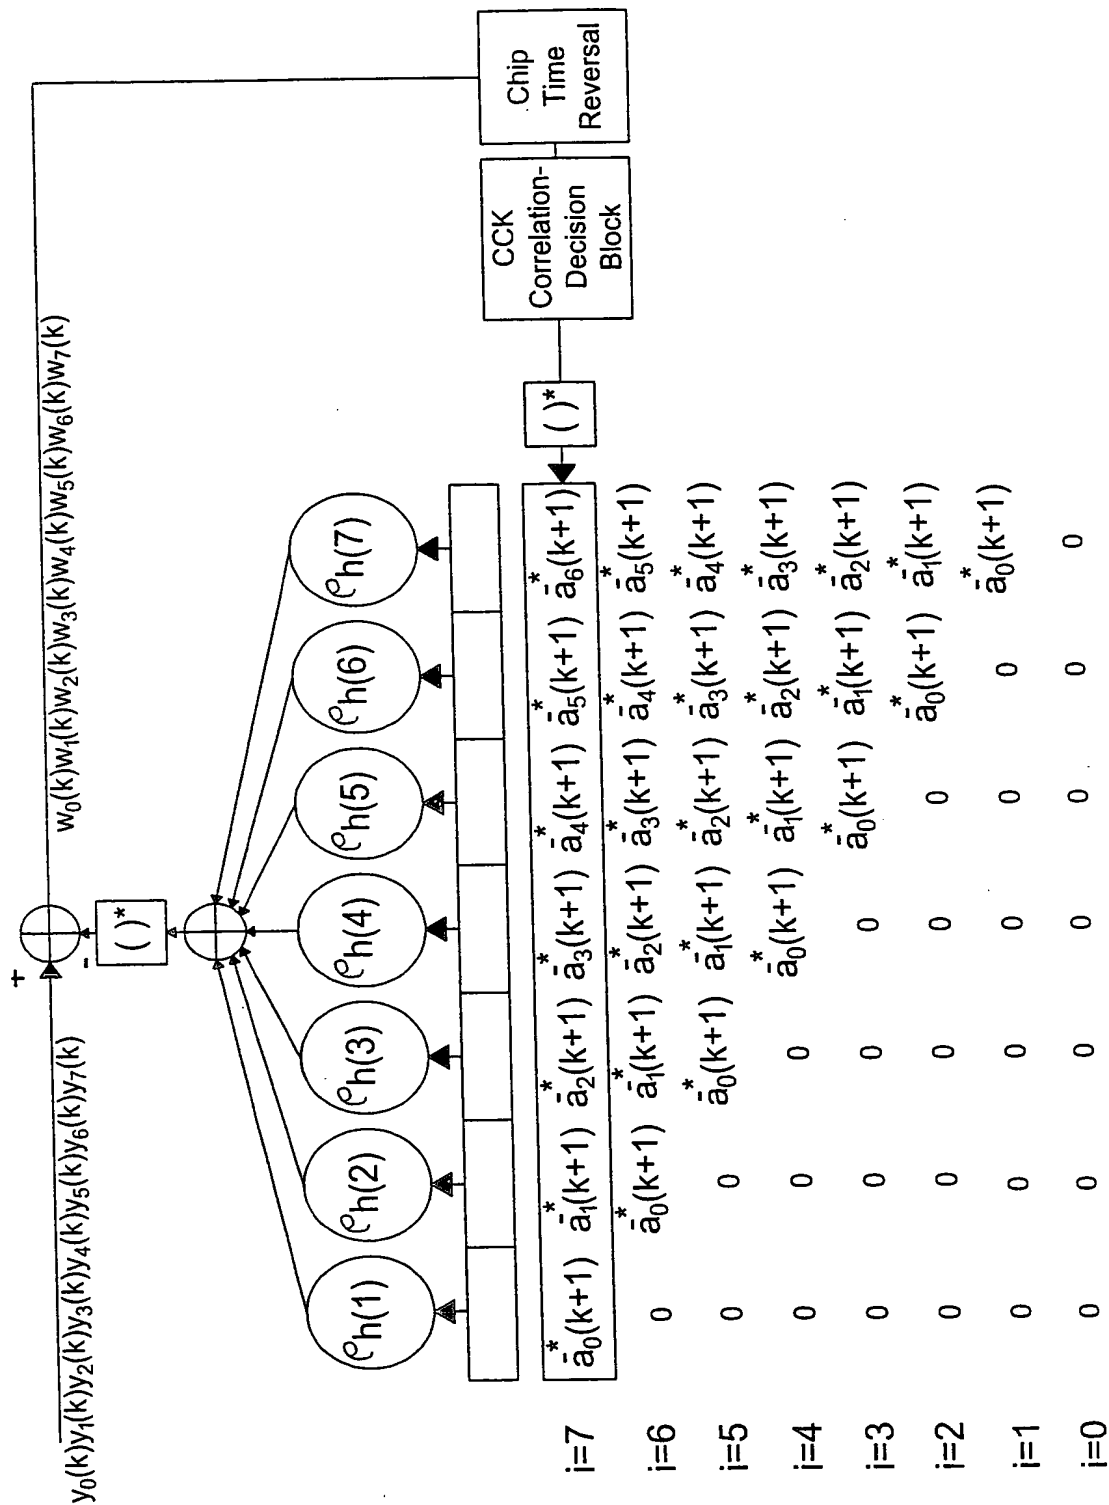 y₀(k)y₁(k)y₂(k)y₃(k)y₄(k)y₅(k)y₆(k)y₇(k)
+
-
w₀(k)w₁(k)w₂(k)w₃(k)w₄(k)w₅(k)w₆(k)w₇(k)
( )*
ρh(1) ρh(2) ρh(3) ρh(4) ρh(5) ρh(6) ρh(7)
( )*
CCK
Correlation-
Decision
Block
Chip
Time
Reversal
i=7 ā₀*(k+1) ā₁*(k+1) ā₂*(k+1) ā₃*(k+1) ā₄*(k+1) ā₅*(k+1) ā₆*(k+1)
i=6 0 ā₀*(k+1) ā₁*(k+1) ā₂*(k+1) ā₃*(k+1) ā₄*(k+1) ā₅*(k+1)
i=5 0 0 ā₀*(k+1) ā₁*(k+1) ā₂*(k+1) ā₃*(k+1) ā₄*(k+1)
i=4 0 0 0 ā₀*(k+1) ā₁*(k+1) ā₂*(k+1) ā₃*(k+1)
i=3 0 0 0 0 ā₀*(k+1) ā₁*(k+1) ā₂*(k+1)
i=2 0 0 0 0 0 ā₀*(k+1) ā₁*(k+1)
i=1 0 0 0 0 0 0 ā₀*(k+1)
i=0 0 0 0 0 0 0 0